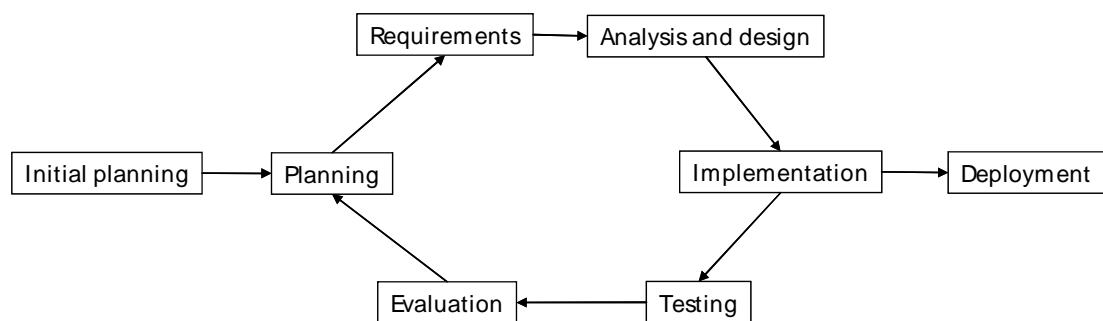 Requirements
Analysis and design
Initial planning
Planning
Implementation
Deployment
Evaluation
Testing